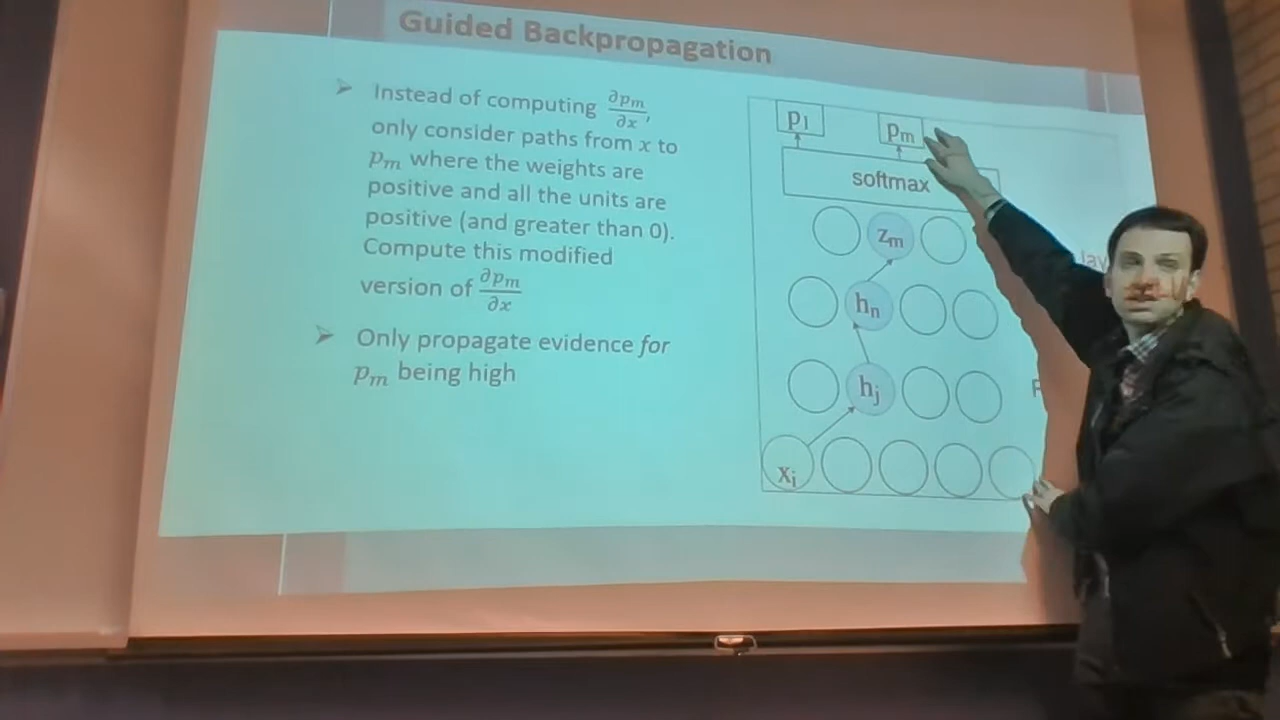 Guided Backpropagation
➢ Instead of computing ∂pₘ/∂x,
only consider paths from x to
pₘ where the weights are
positive and all the units are
positive (and greater than 0).
Compute this modified
version of ∂pₘ/∂x
➢ Only propagate evidence for
pₘ being high
p₁ pₘ
softmax
zₘ
hₙ
hⱼ
xᵢ